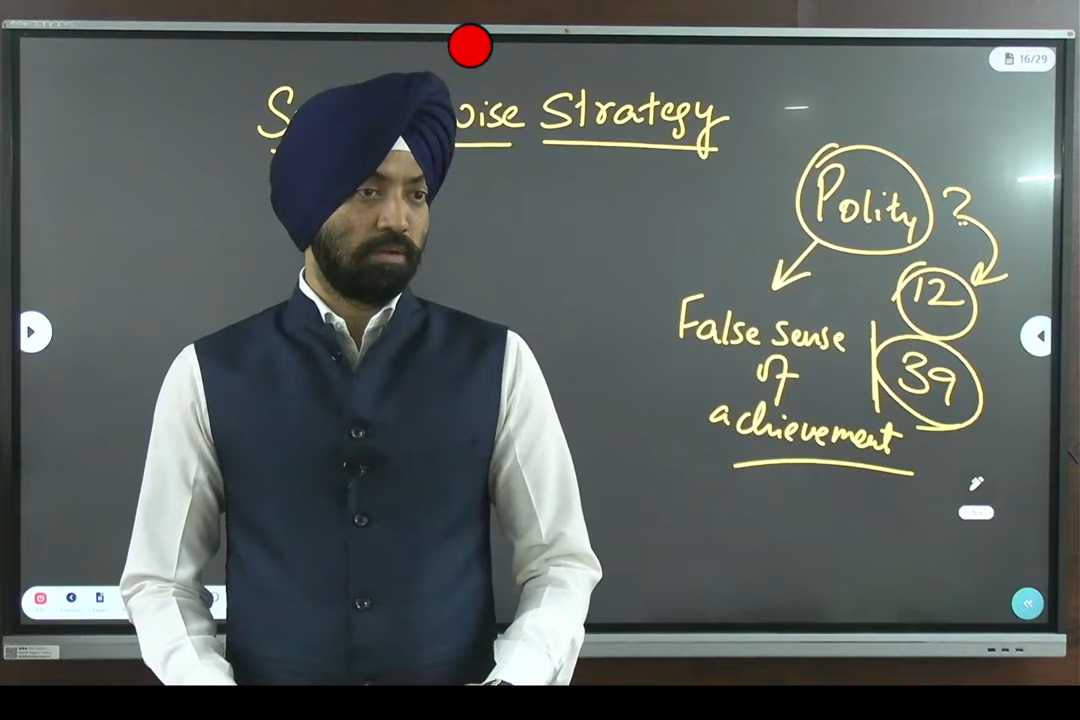 Strategy
16/29
Polity ?
12
False sense
of
achievement
39